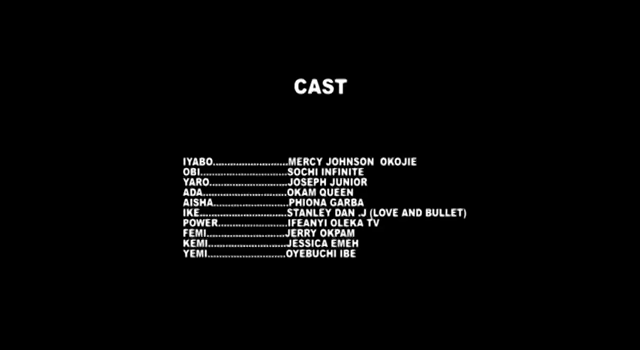 CAST
IYABO..........................MERCY JOHNSON OKOJIE
OBI..............................SOCHI INFINITE
YARO...........................JOSEPH JUNIOR
ADA.............................OKAM QUEEN
AISHA..........................PHIONA GARBA
IKE..............................STANLEY DAN .J (LOVE AND BULLET)
POWER........................IFEANYI OLEKA TV
FEMI...........................JERRY OKPAM
KEMI...........................JESSICA EMEH
YEMI...........................OYEBUCHI IBE